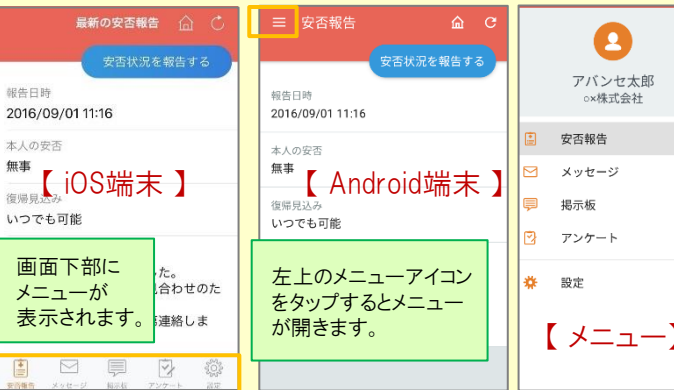 最新の安否報告
安否状況を報告する
報告日時
2016/09/01 11:16
本人の安否
無事
【 iOS端末 】
復帰見込み
いつでも可能
した。
合わせのた
連絡しま
画面下部に
メニューが
表示されます。
安否報告
メッセージ
掲示板
アンケート
設定
安否報告
安否状況を報告する
報告日時
2016/09/01 11:16
本人の安否
無事
【 Android端末 】
復帰見込み
いつでも可能
左上のメニューアイコン
をタップするとメニュー
が開きます。
アバンセ太郎
○×株式会社
安否報告
メッセージ
掲示板
アンケート
設定
【 メニュー】